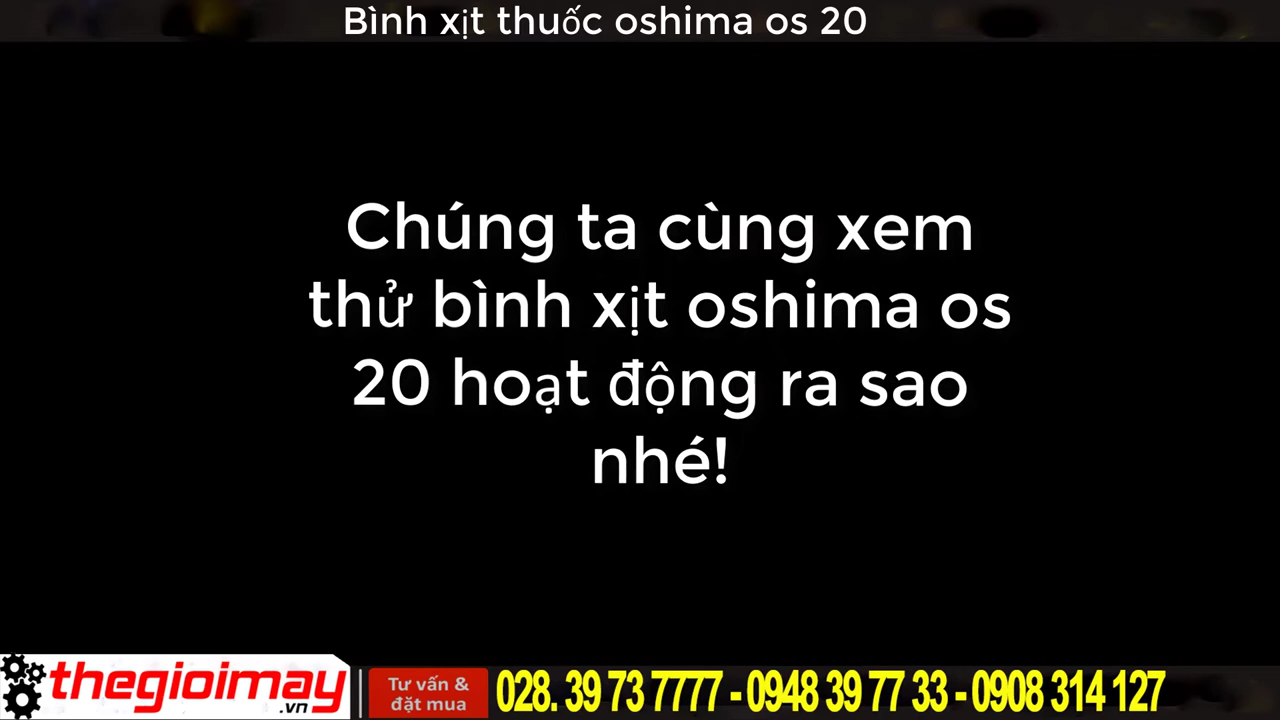 Bình xịt thuốc oshima os 20
Chúng ta cùng xem
thử bình xịt oshima os
20 hoạt động ra sao
nhé!
thegioimay
.vn
Tư vấn &
đặt mua
028. 39 73 7777 - 0948 39 77 33 - 0908 314 127